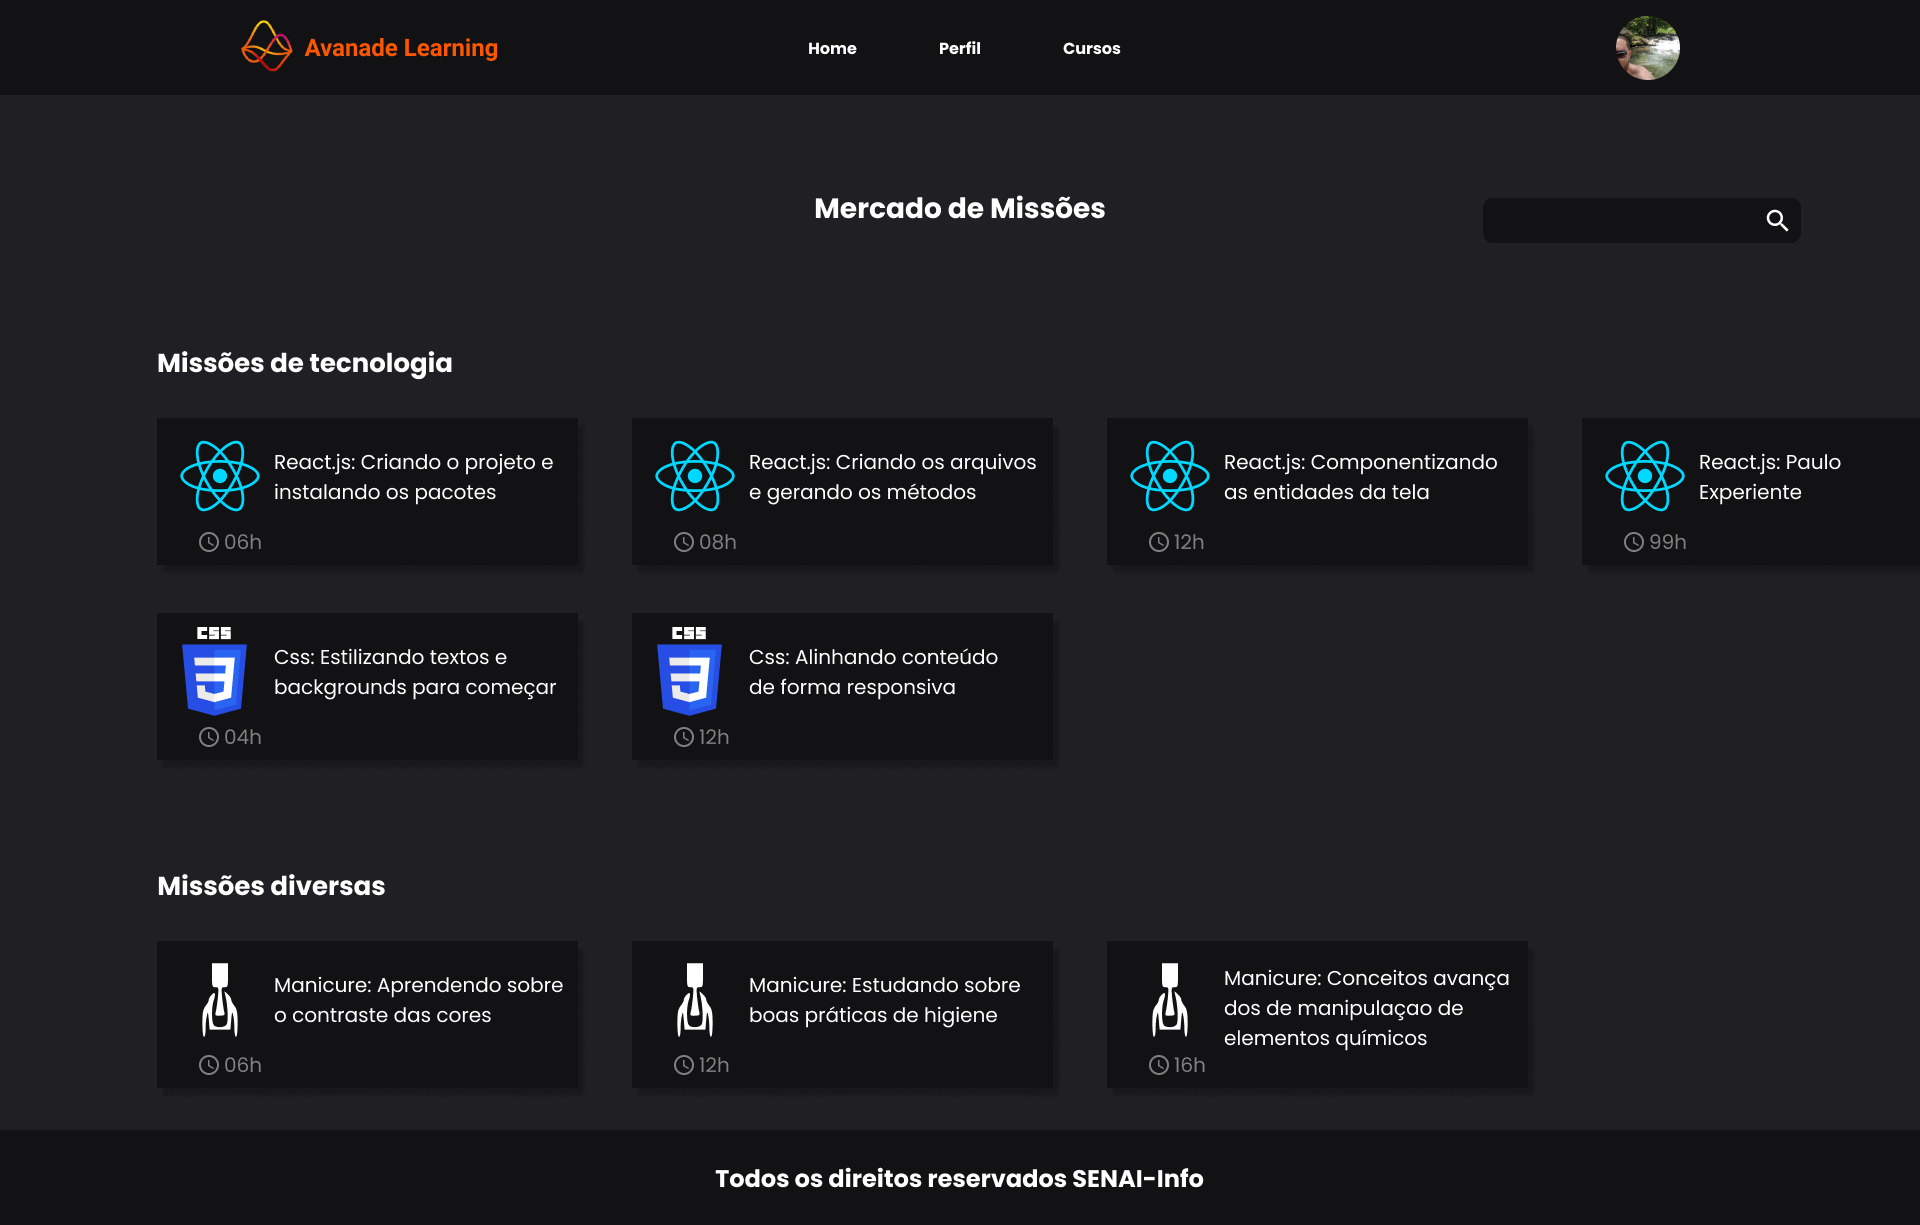 Avanade Learning
Home
Perfil
Cursos
Mercado de Missões
Missões de tecnologia
React.js: Criando o projeto e
instalando os pacotes
06h
React.js: Criando os arquivos
e gerando os métodos
08h
React.js: Componentizando
as entidades da tela
12h
React.js: Paulo
Experiente
99h
CSS
Css: Estilizando textos e
backgrounds para começar
04h
CSS
Css: Alinhando conteúdo
de forma responsiva
12h
Missões diversas
Manicure: Aprendendo sobre
o contraste das cores
06h
Manicure: Estudando sobre
boas práticas de higiene
12h
Manicure: Conceitos avança
dos de manipulaçao de
elementos químicos
16h
Todos os direitos reservados SENAI-Info